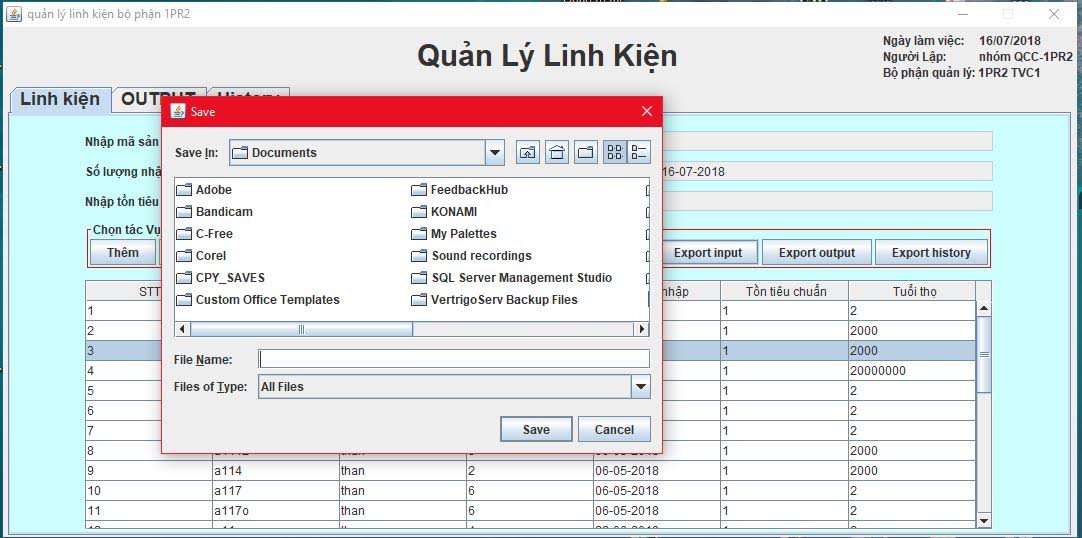 quản lý linh kiện bộ phận 1PR2
Quản Lý Linh Kiện
Ngày làm việc: 16/07/2018
Người Lập: nhóm QCC-1PR2
Bộ phận quản lý: 1PR2 TVC1
Linh kiện OUTPUT History
Save
Nhập mã sản
Save In: Documents
Số lượng nhậ
16-07-2018
Nhập tồn tiêu
Adobe FeedbackHub
Bandicam KONAMI
C-Free My Palettes
Corel Sound recordings
CPY_SAVES SQL Server Management Studio
Custom Office Templates VertrigoServ Backup Files
Chọn tác Vụ
Thêm Export input Export output Export history
File Name:
Files of Type: All Files
Save Cancel
STT nhập Tồn tiêu chuẩn Tuổi thọ
1 1 2
2 1 2000
3 1 2000
4 1 20000000
5 1 2
6 1 2
7 1 2
8 1 2000
9 a114 than 2 06-05-2018 1 2000
10 a117 than 6 06-05-2018 1 2
11 a117o than 6 06-05-2018 1 2